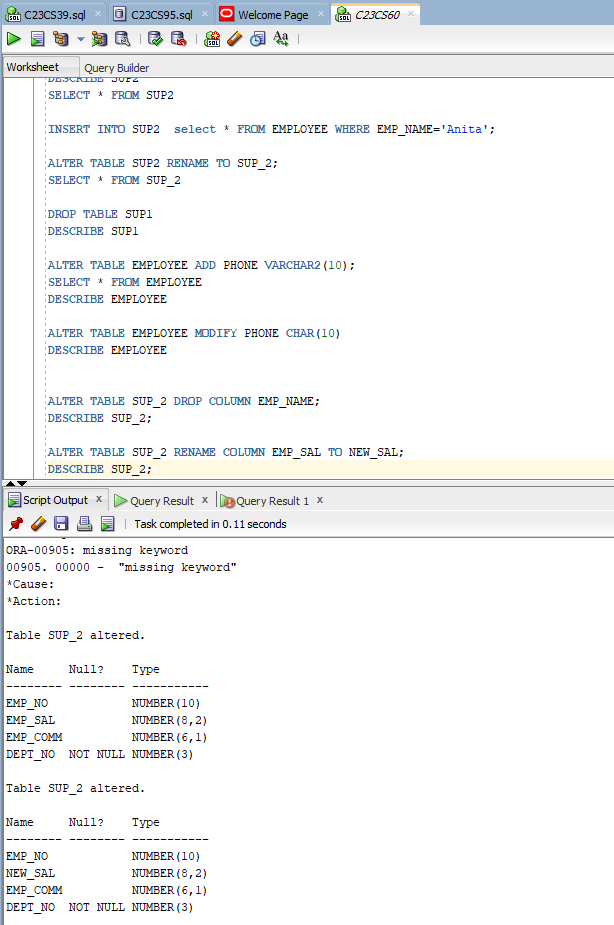 C23CS39.sql C23CS95.sql Welcome Page C23CS60
Worksheet Query Builder
DESCRIBE SUP2
SELECT * FROM SUP2
INSERT INTO SUP2  select * FROM EMPLOYEE WHERE EMP_NAME='Anita';
ALTER TABLE SUP2 RENAME TO SUP_2;
SELECT * FROM SUP_2
DROP TABLE SUP1
DESCRIBE SUP1
ALTER TABLE EMPLOYEE ADD PHONE VARCHAR2(10);
SELECT * FROM EMPLOYEE
DESCRIBE EMPLOYEE
ALTER TABLE EMPLOYEE MODIFY PHONE CHAR(10)
DESCRIBE EMPLOYEE
ALTER TABLE SUP_2 DROP COLUMN EMP_NAME;
DESCRIBE SUP_2;
ALTER TABLE SUP_2 RENAME COLUMN EMP_SAL TO NEW_SAL;
DESCRIBE SUP_2;
Script Output x Query Result x Query Result 1 x
Task completed in 0.11 seconds
ORA-00905: missing keyword
00905. 00000 -  "missing keyword"
*Cause:
*Action:
Table SUP_2 altered.
Name     Null?    Type
-------- -------- -----------
EMP_NO            NUMBER(10)
EMP_SAL           NUMBER(8,2)
EMP_COMM          NUMBER(6,1)
DEPT_NO  NOT NULL NUMBER(3)
Table SUP_2 altered.
Name     Null?    Type
-------- -------- -----------
EMP_NO            NUMBER(10)
NEW_SAL           NUMBER(8,2)
EMP_COMM          NUMBER(6,1)
DEPT_NO  NOT NULL NUMBER(3)